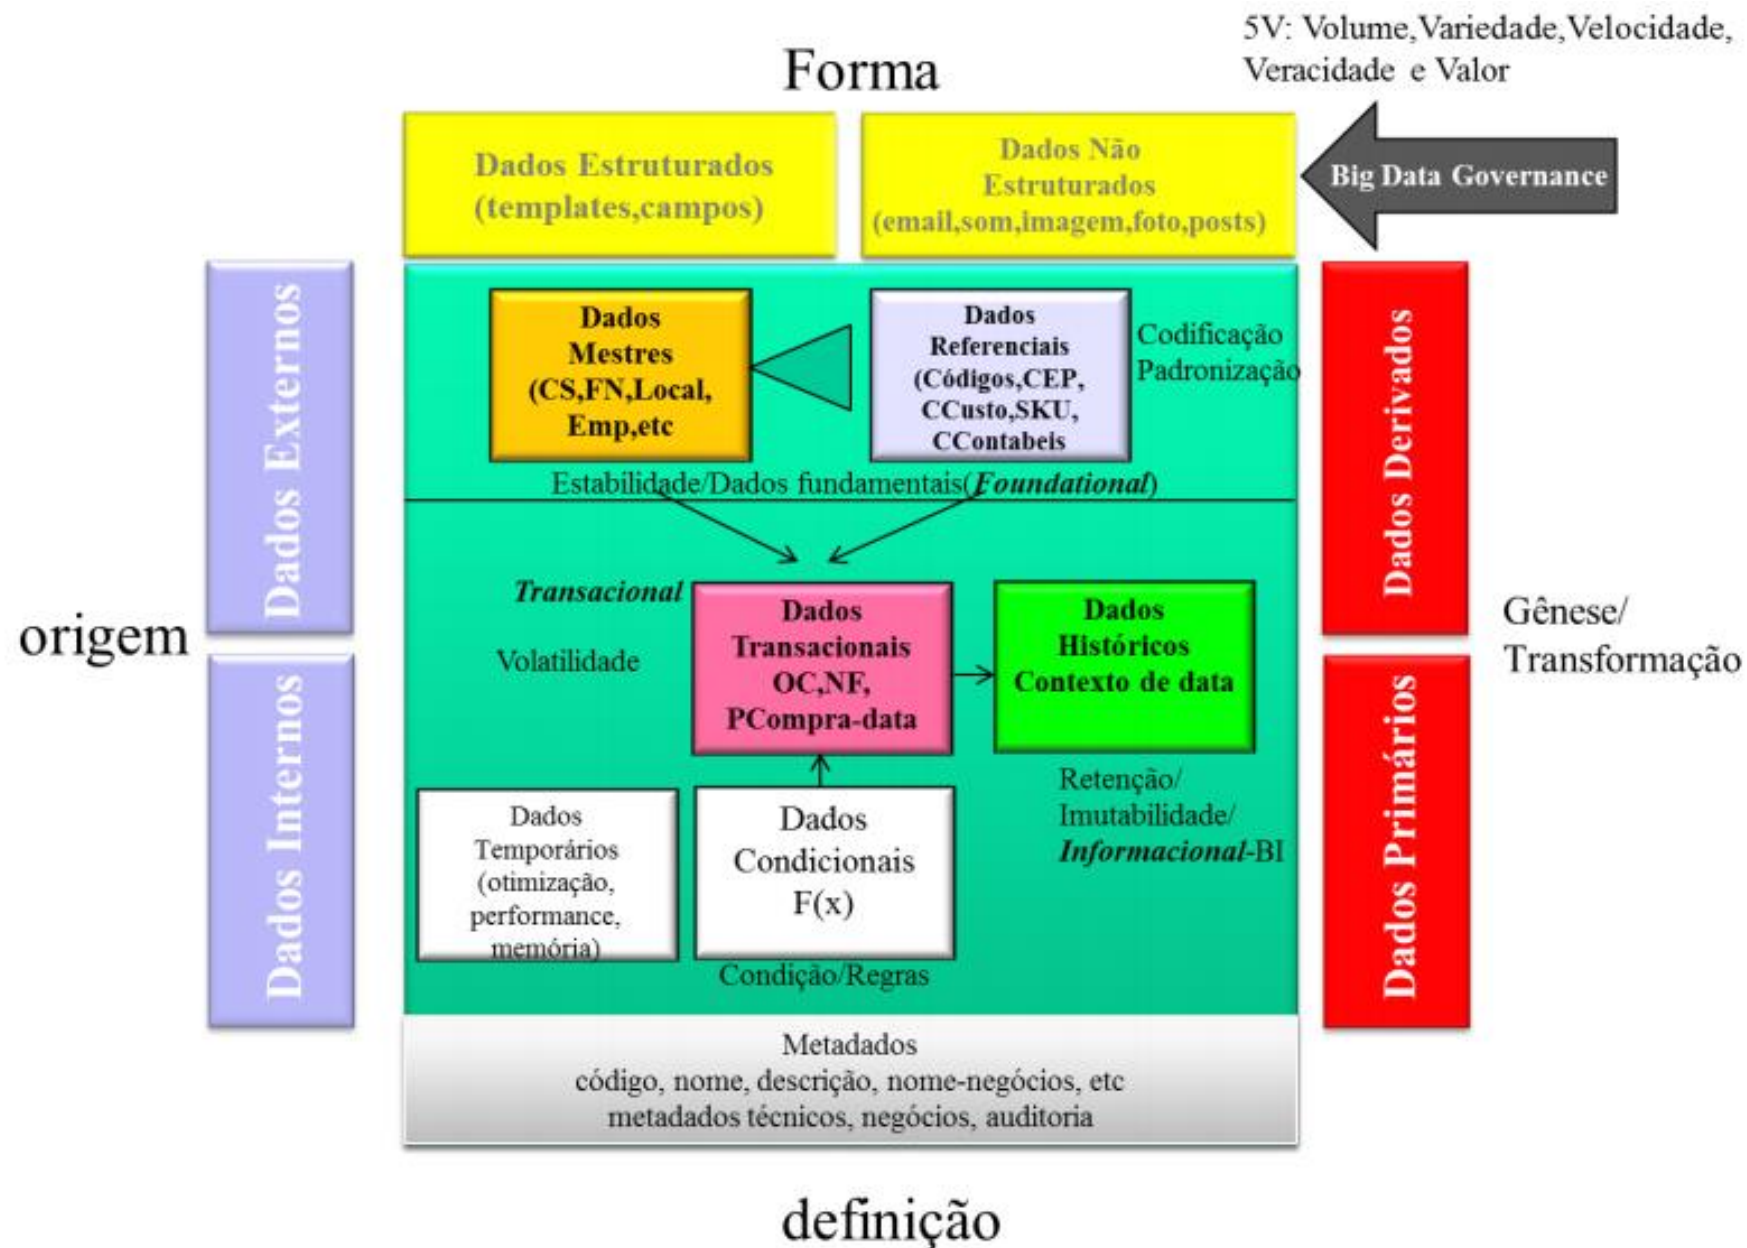 5V: Volume,Variedade,Velocidade,
Veracidade e Valor
Forma
Dados Estruturados
(templates,campos)
Dados Não
Estruturados
(email,som,imagem,foto,posts)
Big Data Governance
Dados Externos
Dados Internos
origem
Dados
Mestres
(CS,FN,Local,
Emp,etc
Dados
Referenciais
(Códigos,CEP,
CCusto,SKU,
CContabeis
Codificação
Padronização
Estabilidade/Dados fundamentais(Foundational)
Transacional
Volatilidade
Dados
Transacionais
OC,NF,
PCompra-data
Dados
Históricos
Contexto de data
Retenção/
Imutabilidade/
Informacional-BI
Dados
Temporários
(otimização,
performance,
memória)
Dados
Condicionais
F(x)
Condição/Regras
Dados Derivados
Dados Primários
Gênese/
Transformação
Metadados
código, nome, descrição, nome-negócios, etc
metadados técnicos, negócios, auditoria
definição